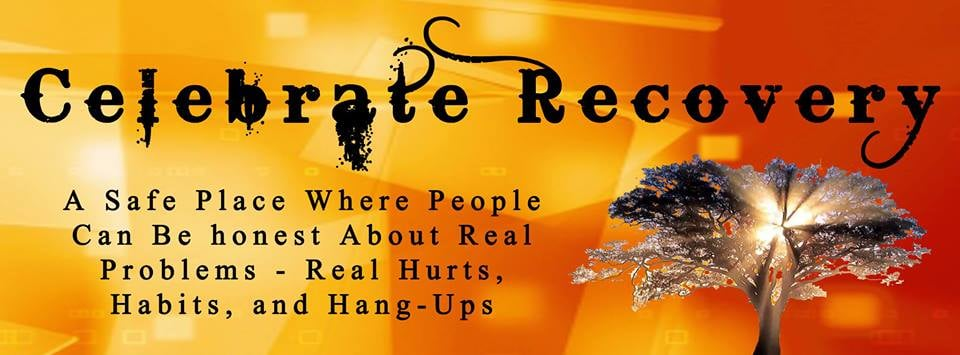 Celebrate Recovery
A Safe Place Where People
Can Be honest About Real
Problems - Real Hurts,
Habits, and Hang-Ups